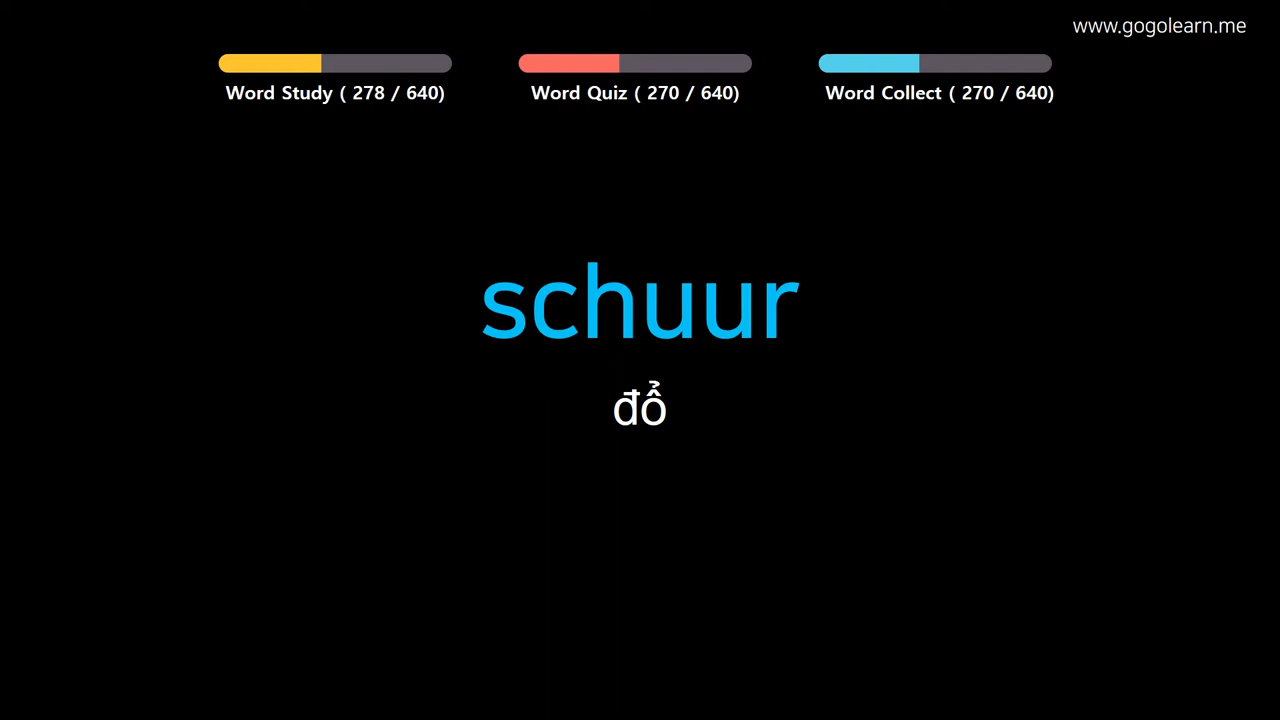 www.gogolearn.me
Word Study ( 278 / 640)
Word Quiz ( 270 / 640)
Word Collect ( 270 / 640)
schuur
đổ